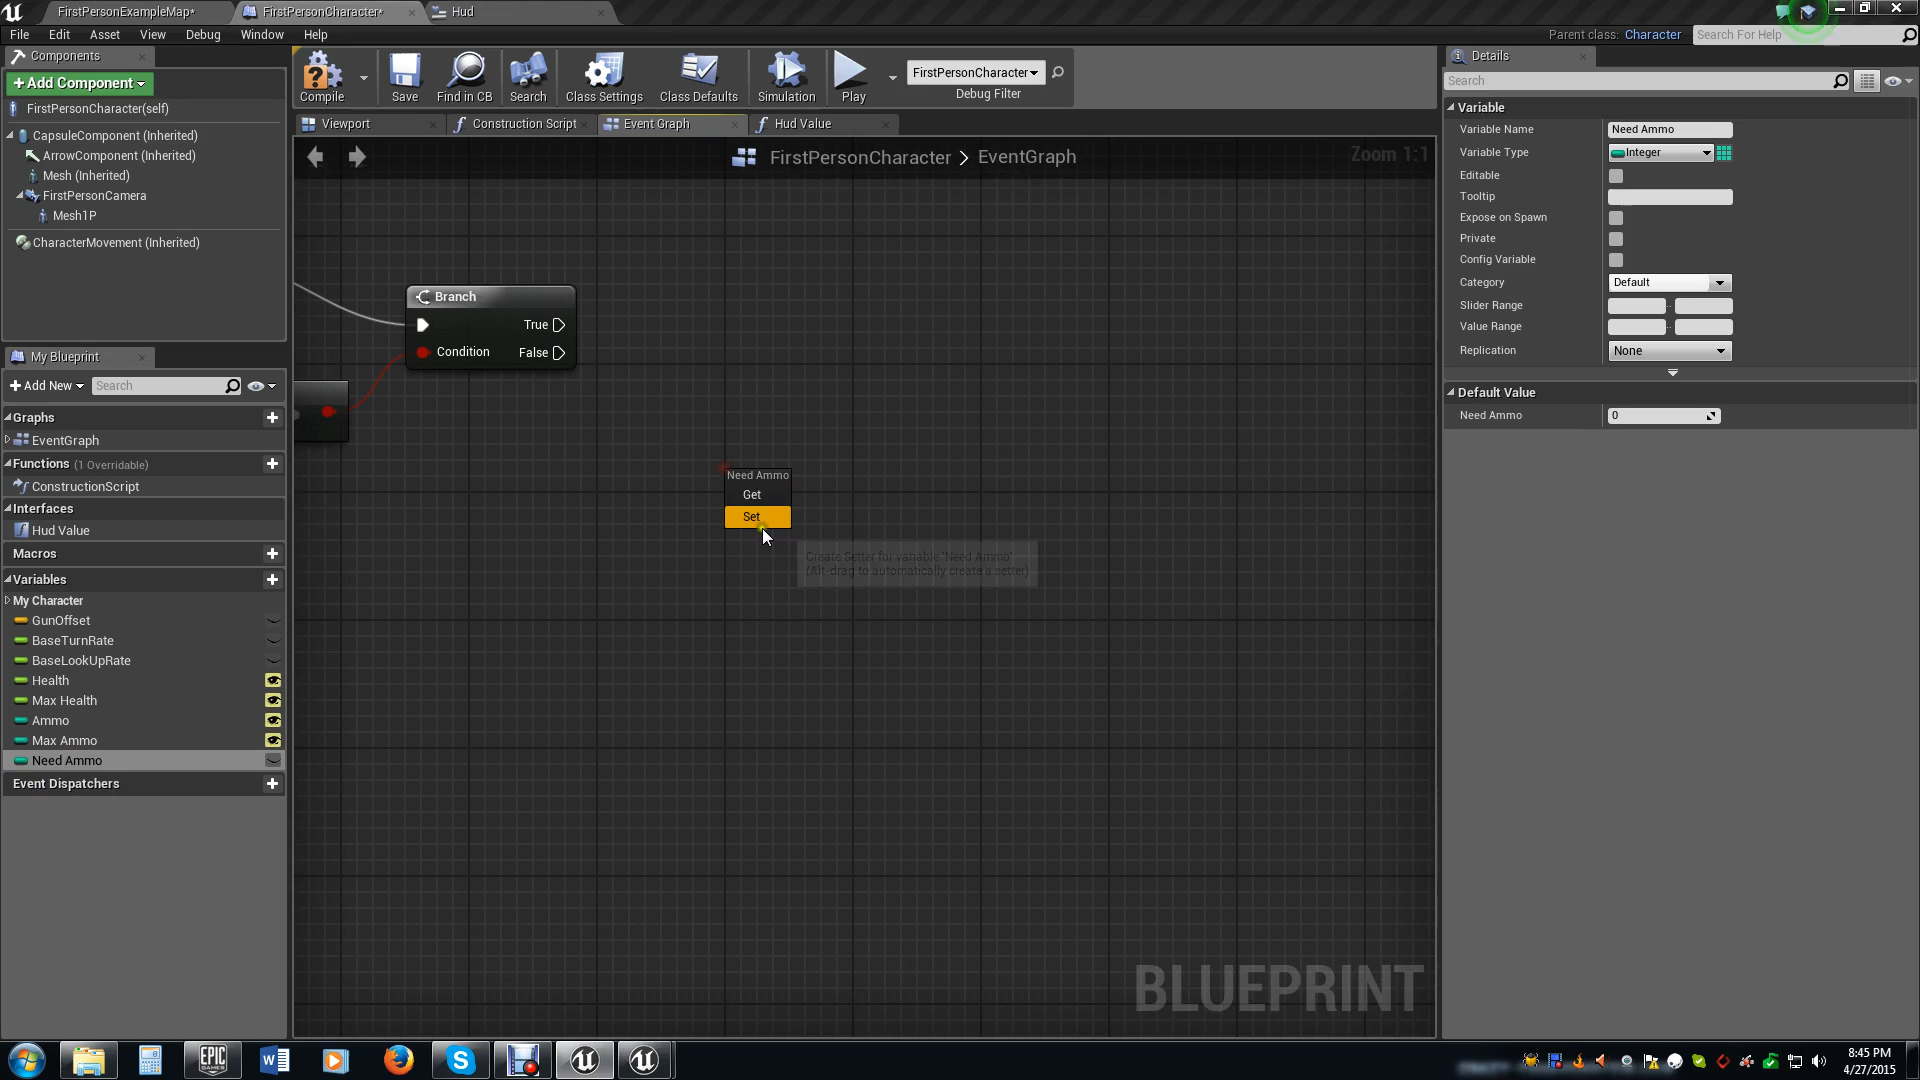 FirstPersonExampleMap*
FirstPersonCharacter*
Hud
File Edit Asset View Debug Window Help
Parent class: Character
Search For Help
Components
+Add Component
FirstPersonCharacter(self)
CapsuleComponent (Inherited)
ArrowComponent (Inherited)
Mesh (Inherited)
FirstPersonCamera
Mesh1P
CharacterMovement (Inherited)
My Blueprint
+Add New
Search
Graphs
EventGraph
Functions (1 Overridable)
ConstructionScript
Interfaces
Hud Value
Macros
Variables
My Character
GunOffset
BaseTurnRate
BaseLookUpRate
Health
Max Health
Ammo
Max Ammo
Need Ammo
Event Dispatchers
Compile
Save
Find in CB
Search
Class Settings
Class Defaults
Simulation
Play
FirstPersonCharacter
Debug Filter
Viewport
Construction Script
Event Graph
Hud Value
FirstPersonCharacter > EventGraph
Zoom 1:1
Branch
True
Condition
False
Need Ammo
Get
Set
Create Setter for variable 'Need Ammo'
(Alt-drag to automatically create a setter)
BLUEPRINT
Details
Search
Variable
Variable Name Need Ammo
Variable Type Integer
Editable
Tooltip
Expose on Spawn
Private
Config Variable
Category Default
Slider Range
Value Range
Replication None
Default Value
Need Ammo 0
EPIC
GAMES
8:45 PM
4/27/2015